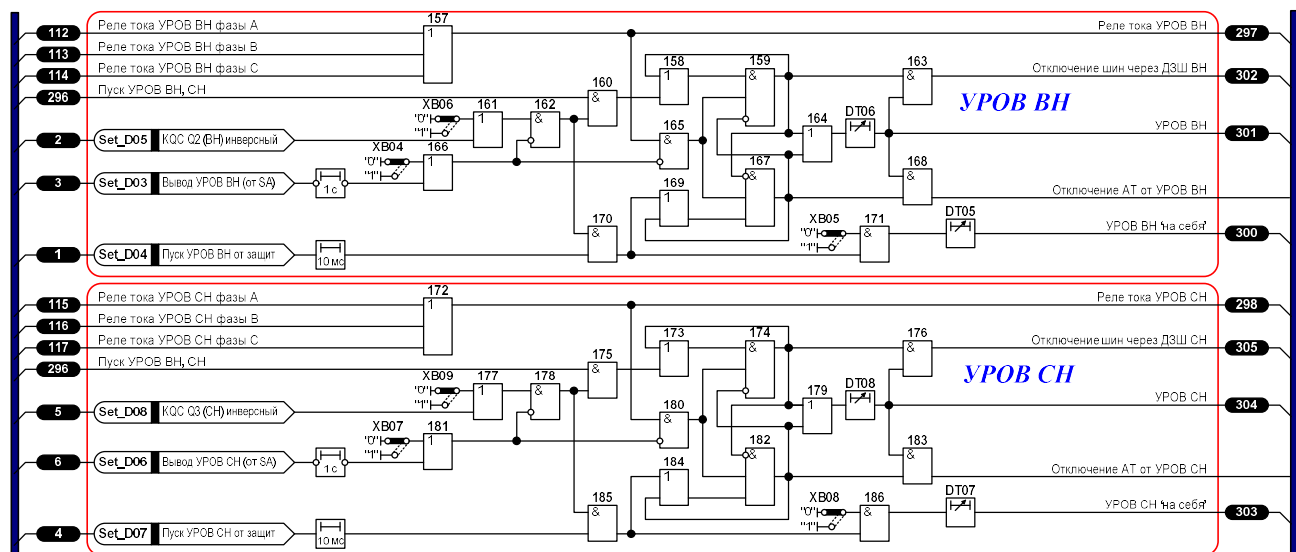 157
112 Реле тока УРОВ ВН фазы А Реле тока УРОВ ВН 297
1
113 Реле тока УРОВ ВН фазы В
158 159 163
114 Реле тока УРОВ ВН фазы С 1 & & Отключение шин через ДЗШ ВН 302
160
296 Пуск УРОВ ВН, СН & УРОВ ВН
XB06 161 162 164 DT06
"0" 1 & 165 1 УРОВ ВН 301
"1" &
2 Set_D05 KQC Q2 (ВН) инверсный
XB04 166 167 168
"0" 1 & &
"1"
3 Set_D03 Вывод УРОВ ВН (от SA) 1 с 169 Отключение АТ от УРОВ ВН
1
170 XB05 171 DT05
& "0" & УРОВ ВН "на себя" 300
"1"
1 Set_D04 Пуск УРОВ ВН от защит 10 мс
172
115 Реле тока УРОВ СН фазы А Реле тока УРОВ СН 298
1
116 Реле тока УРОВ СН фазы В
173 174 176
117 Реле тока УРОВ СН фазы С 1 & & Отключение шин через ДЗШ СН 305
175
296 Пуск УРОВ ВН, СН & УРОВ СН
XB09 177 178 179 DT08
"0" 1 & 180 1 УРОВ СН 304
"1" &
5 Set_D08 KQC Q3 (СН) инверсный
XB07 181 182 183
"0" 1 & &
"1"
6 Set_D06 Вывод УРОВ СН (от SA) 1 с 184 Отключение АТ от УРОВ СН
1
185 XB08 186 DT07
& "0" & УРОВ СН "на себя" 303
"1"
4 Set_D07 Пуск УРОВ СН от защит 10 мс